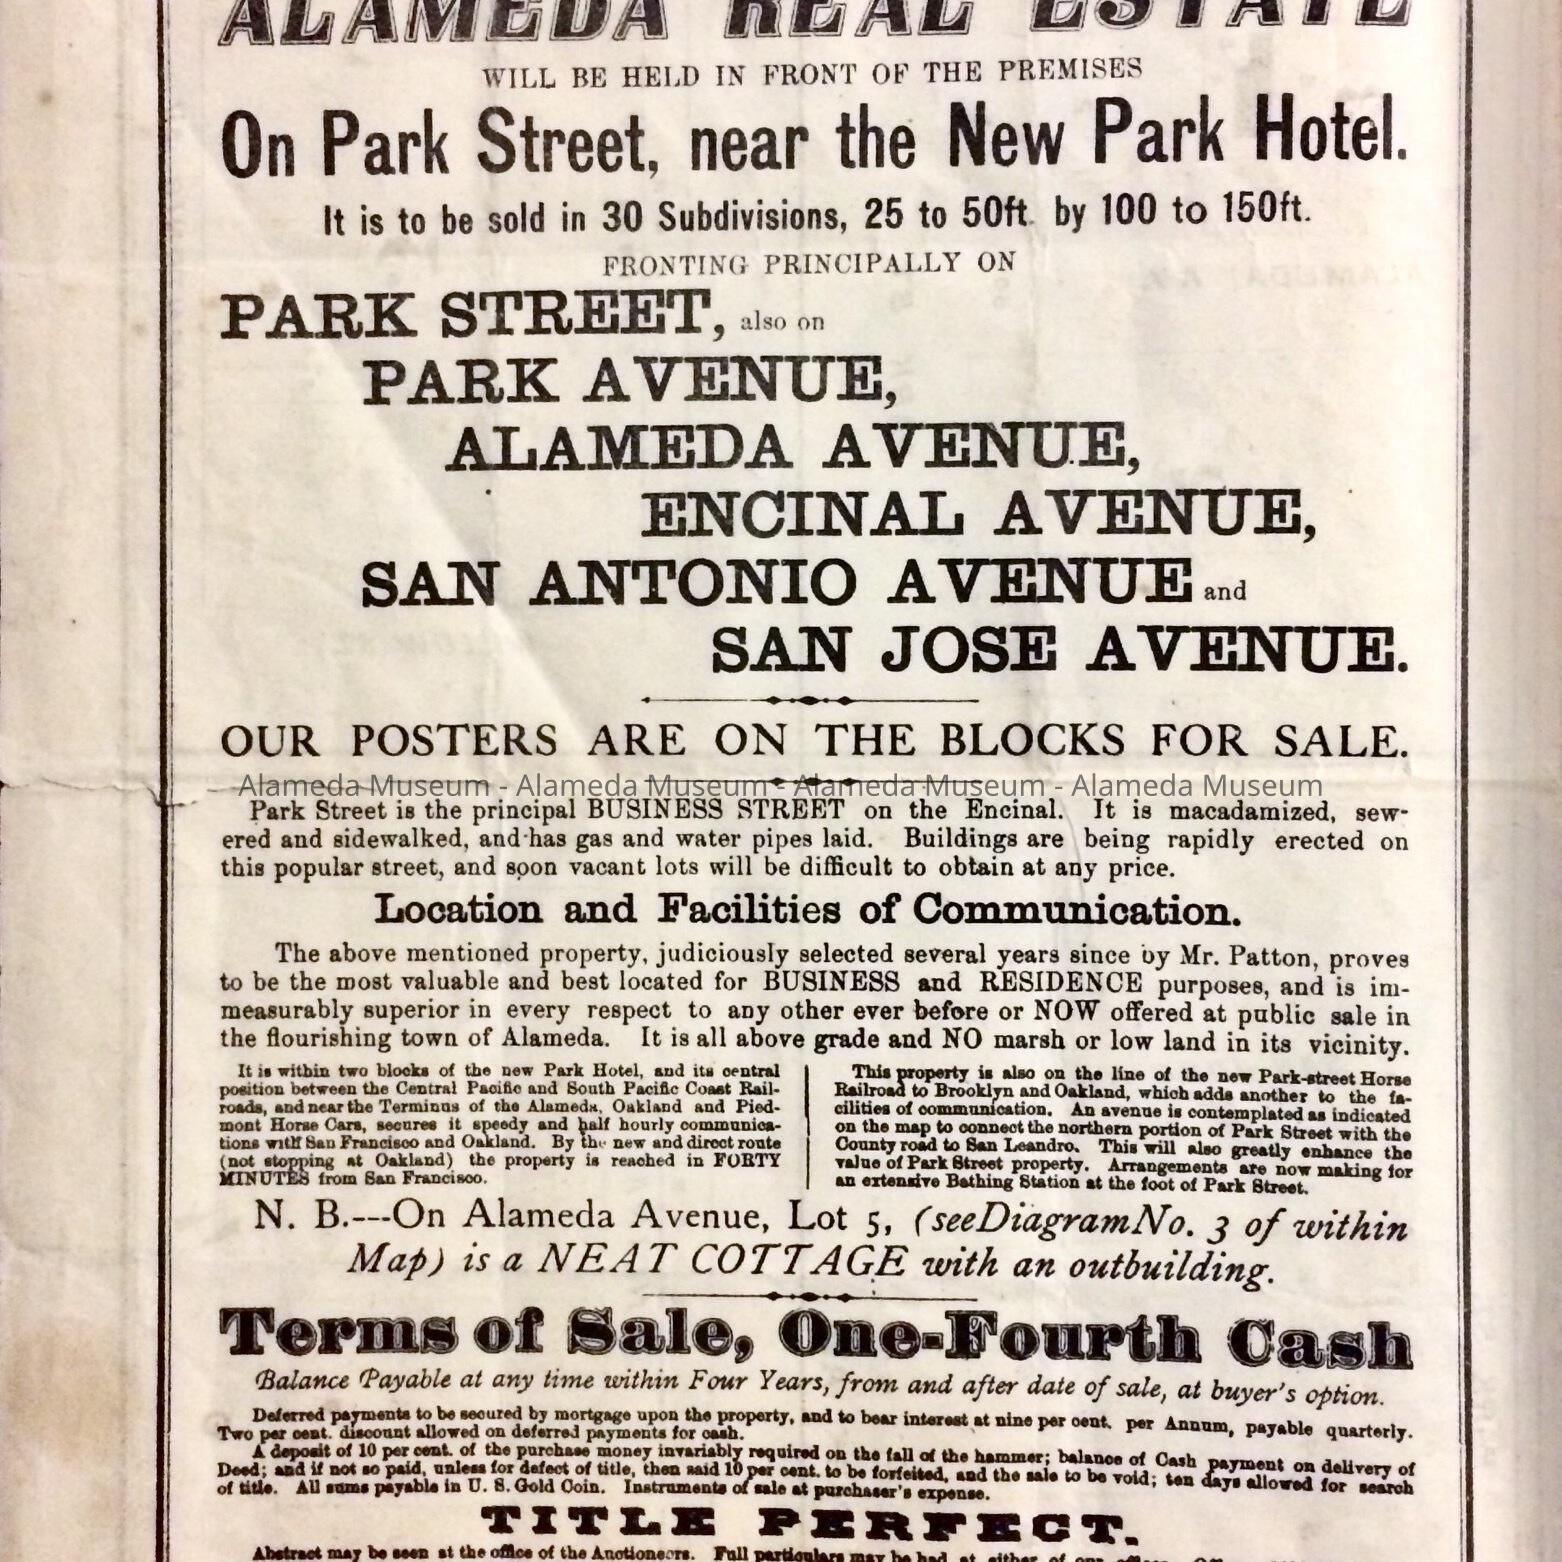 ALAMEDA REAL ESTATE
WILL BE HELD IN FRONT OF THE PREMISES
On Park Street, near the New Park Hotel.
It is to be sold in 30 Subdivisions, 25 to 50ft by 100 to 150ft.
FRONTING PRINCIPALLY ON
PARK STREET, also on
PARK AVENUE,
ALAMEDA AVENUE,
ENCINAL AVENUE,
SAN ANTONIO AVENUE and
SAN JOSE AVENUE.
OUR POSTERS ARE ON THE BLOCKS FOR SALE.
Alameda Museum - Alameda Museum - Alameda Museum - Alameda Museum
Park Street is the principal BUSINESS STREET on the Encinal. It is macadamized, sew-
ered and sidewalked, and has gas and water pipes laid. Buildings are being rapidly erected on
this popular street, and soon vacant lots will be difficult to obtain at any price.
Location and Facilities of Communication.
The above mentioned property, judiciously selected several years since by Mr. Patton, proves
to be the most valuable and best located for BUSINESS and RESIDENCE purposes, and is im-
measurably superior in every respect to any other ever before or NOW offered at public sale in
the flourishing town of Alameda. It is all above grade and NO marsh or low land in its vicinity.
It is within two blocks of the new Park Hotel, and its central
position between the Central Pacific and South Pacific Coast Rail-
roads, and near the Terminus of the Alameda, Oakland and Pied-
mont Horse Cars, secures it speedy and half hourly communica-
tions with San Francisco and Oakland. By the new and direct route
(not stopping at Oakland) the property is reached in FORTY
MINUTES from San Francisco.
This property is also on the line of the new Park-street Horse
Railroad to Brooklyn and Oakland, which adds another to the fa-
cilities of communication. An avenue is contemplated as indicated
on the map to connect the northern portion of Park Street with the
County road to San Leandro. This will also greatly enhance the
value of Park Street property. Arrangements are now making for
an extensive Bathing Station at the foot of Park Street.
N. B.---On Alameda Avenue, Lot 5, (see Diagram No. 3 of within
Map) is a NEAT COTTAGE with an outbuilding.
Terms of Sale, One-Fourth Cash
Balance Payable at any time within Four Years, from and after date of sale, at buyer's option.
Deferred payments to be secured by mortgage upon the property, and to bear interest at nine per cent. per Annum, payable quarterly.
Two per cent. discount allowed on deferred payments for cash.
A deposit of 10 per cent. of the purchase money invariably required on the fall of the hammer; balance of Cash payment on delivery of
Deed; and if not so paid, unless for defect of title, then said 10 per cent. to be forfeited, and the sale to be void; ten days allowed for search
of title. All sums payable in U. S. Gold Coin. Instruments of sale at purchaser's expense.
TITLE PERFECT.
Abstract may be seen at the office of the Auctioneers. Full particulars may be had at either of our